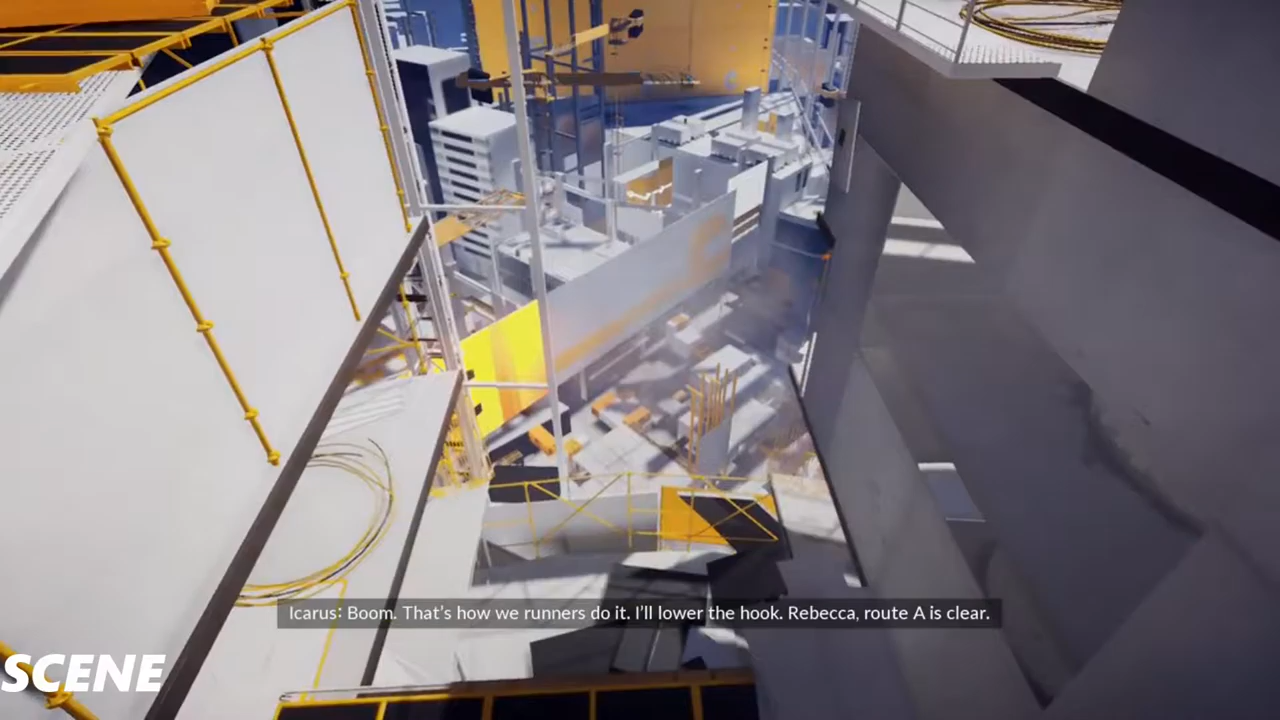 Icarus: Boom. That's how we runners do it. I'll lower the hook. Rebecca, route A is clear.
SCENE